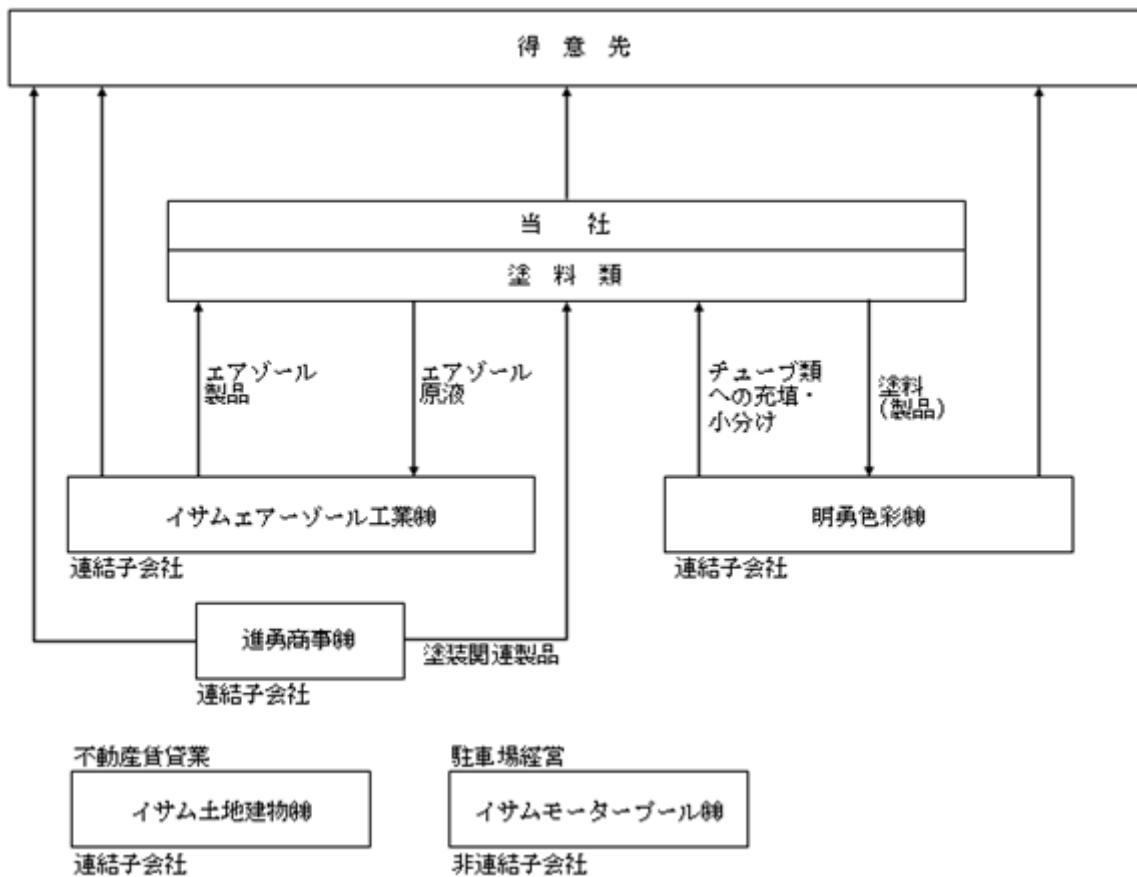 得意先
当社
塗料類
エアゾール
製品
エアゾール
原液
チューブ類
への充填・
小分け
塗料
(製品)
イサムエアーゾール工業㈱
明勇色彩㈱
連結子会社
連結子会社
進勇商事㈱
塗装関連製品
連結子会社
不動産賃貸業
駐車場経営
イサム土地建物㈱
イサムモータープール㈱
連結子会社
非連結子会社